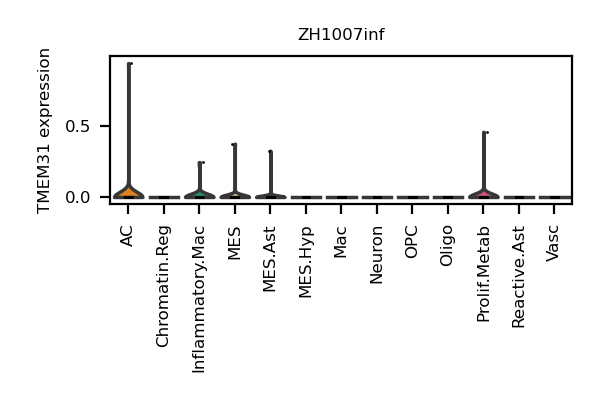 ZH1007inf
TMEM31 expression
0.5
0.0
AC
Chromatin.Reg
Inflammatory.Mac
MES
MES.Ast
MES.Hyp
Mac
Neuron
OPC
Oligo
Prolif.Metab
Reactive.Ast
Vasc